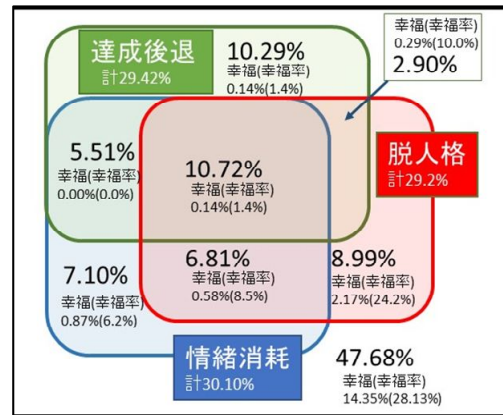 達成後退
計29.42%
10.29%
幸福(幸福率)
0.14%(1.4%)
幸福(幸福率)
0.29%(10.0%)
2.90%
5.51%
幸福(幸福率)
0.00%(0.0%)
10.72%
幸福(幸福率)
0.14%(1.4%)
脱人格
計29.2%
7.10%
幸福(幸福率)
0.87%(6.2%)
6.81%
幸福(幸福率)
0.58%(8.5%)
8.99%
幸福(幸福率)
2.17%(24.2%)
情緒消耗
計30.10%
47.68%
幸福(幸福率)
14.35%(28.13%)